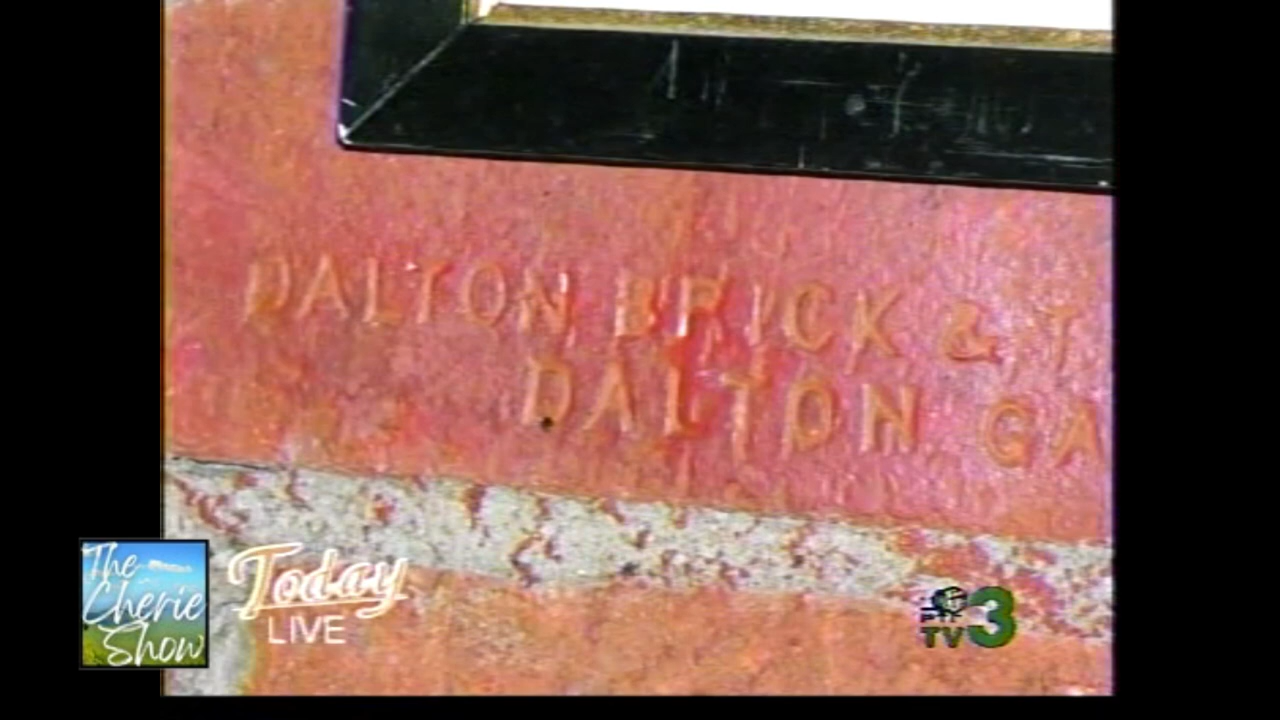 DALTON BRICK & T
DALTON GA
The
Cherie
Show
Today
LIVE
TV3